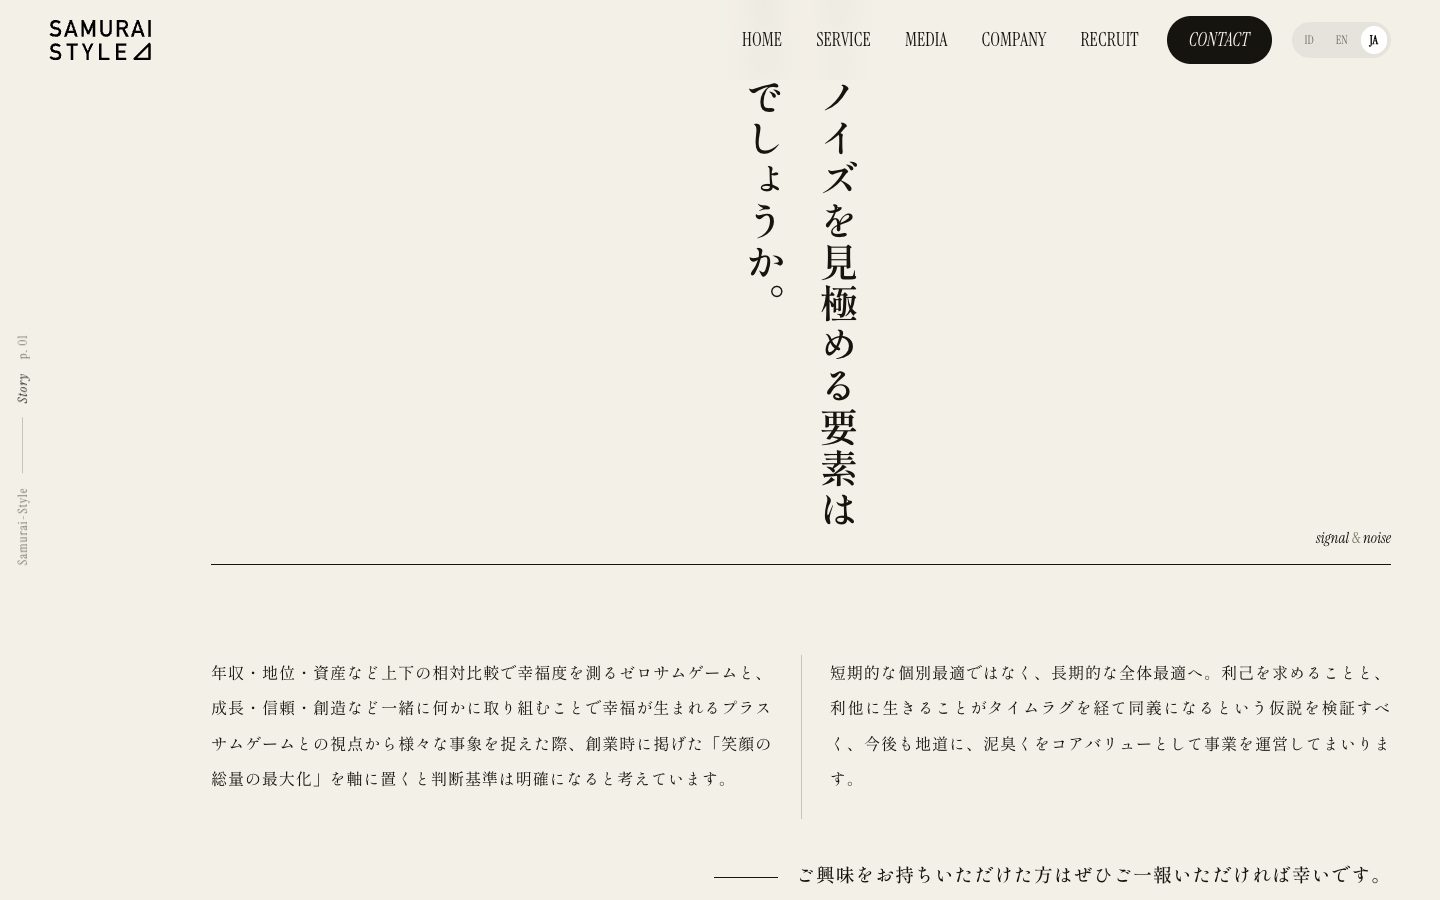 SAMURAI
STYLE
HOME
SERVICE
MEDIA
COMPANY
RECRUIT
CONTACT
ID
EN
JA
ノイズを見極める要素は
でしょうか。
Samurai-Style
Story
p. 01
signal & noise
年収・地位・資産など上下の相対比較で幸福度を測るゼロサムゲームと、
成長・信頼・創造など一緒に何かに取り組むことで幸福が生まれるプラス
サムゲームとの視点から様々な事象を捉えた際、創業時に掲げた「笑顔の
総量の最大化」を軸に置くと判断基準は明確になると考えています。
短期的な個別最適ではなく、長期的な全体最適へ。利己を求めることと、
利他に生きることがタイムラグを経て同義になるという仮説を検証すべ
く、今後も地道に、泥臭くをコアバリューとして事業を運営してまいりま
す。
ご興味をお持ちいただけた方はぜひご一報いただければ幸いです。